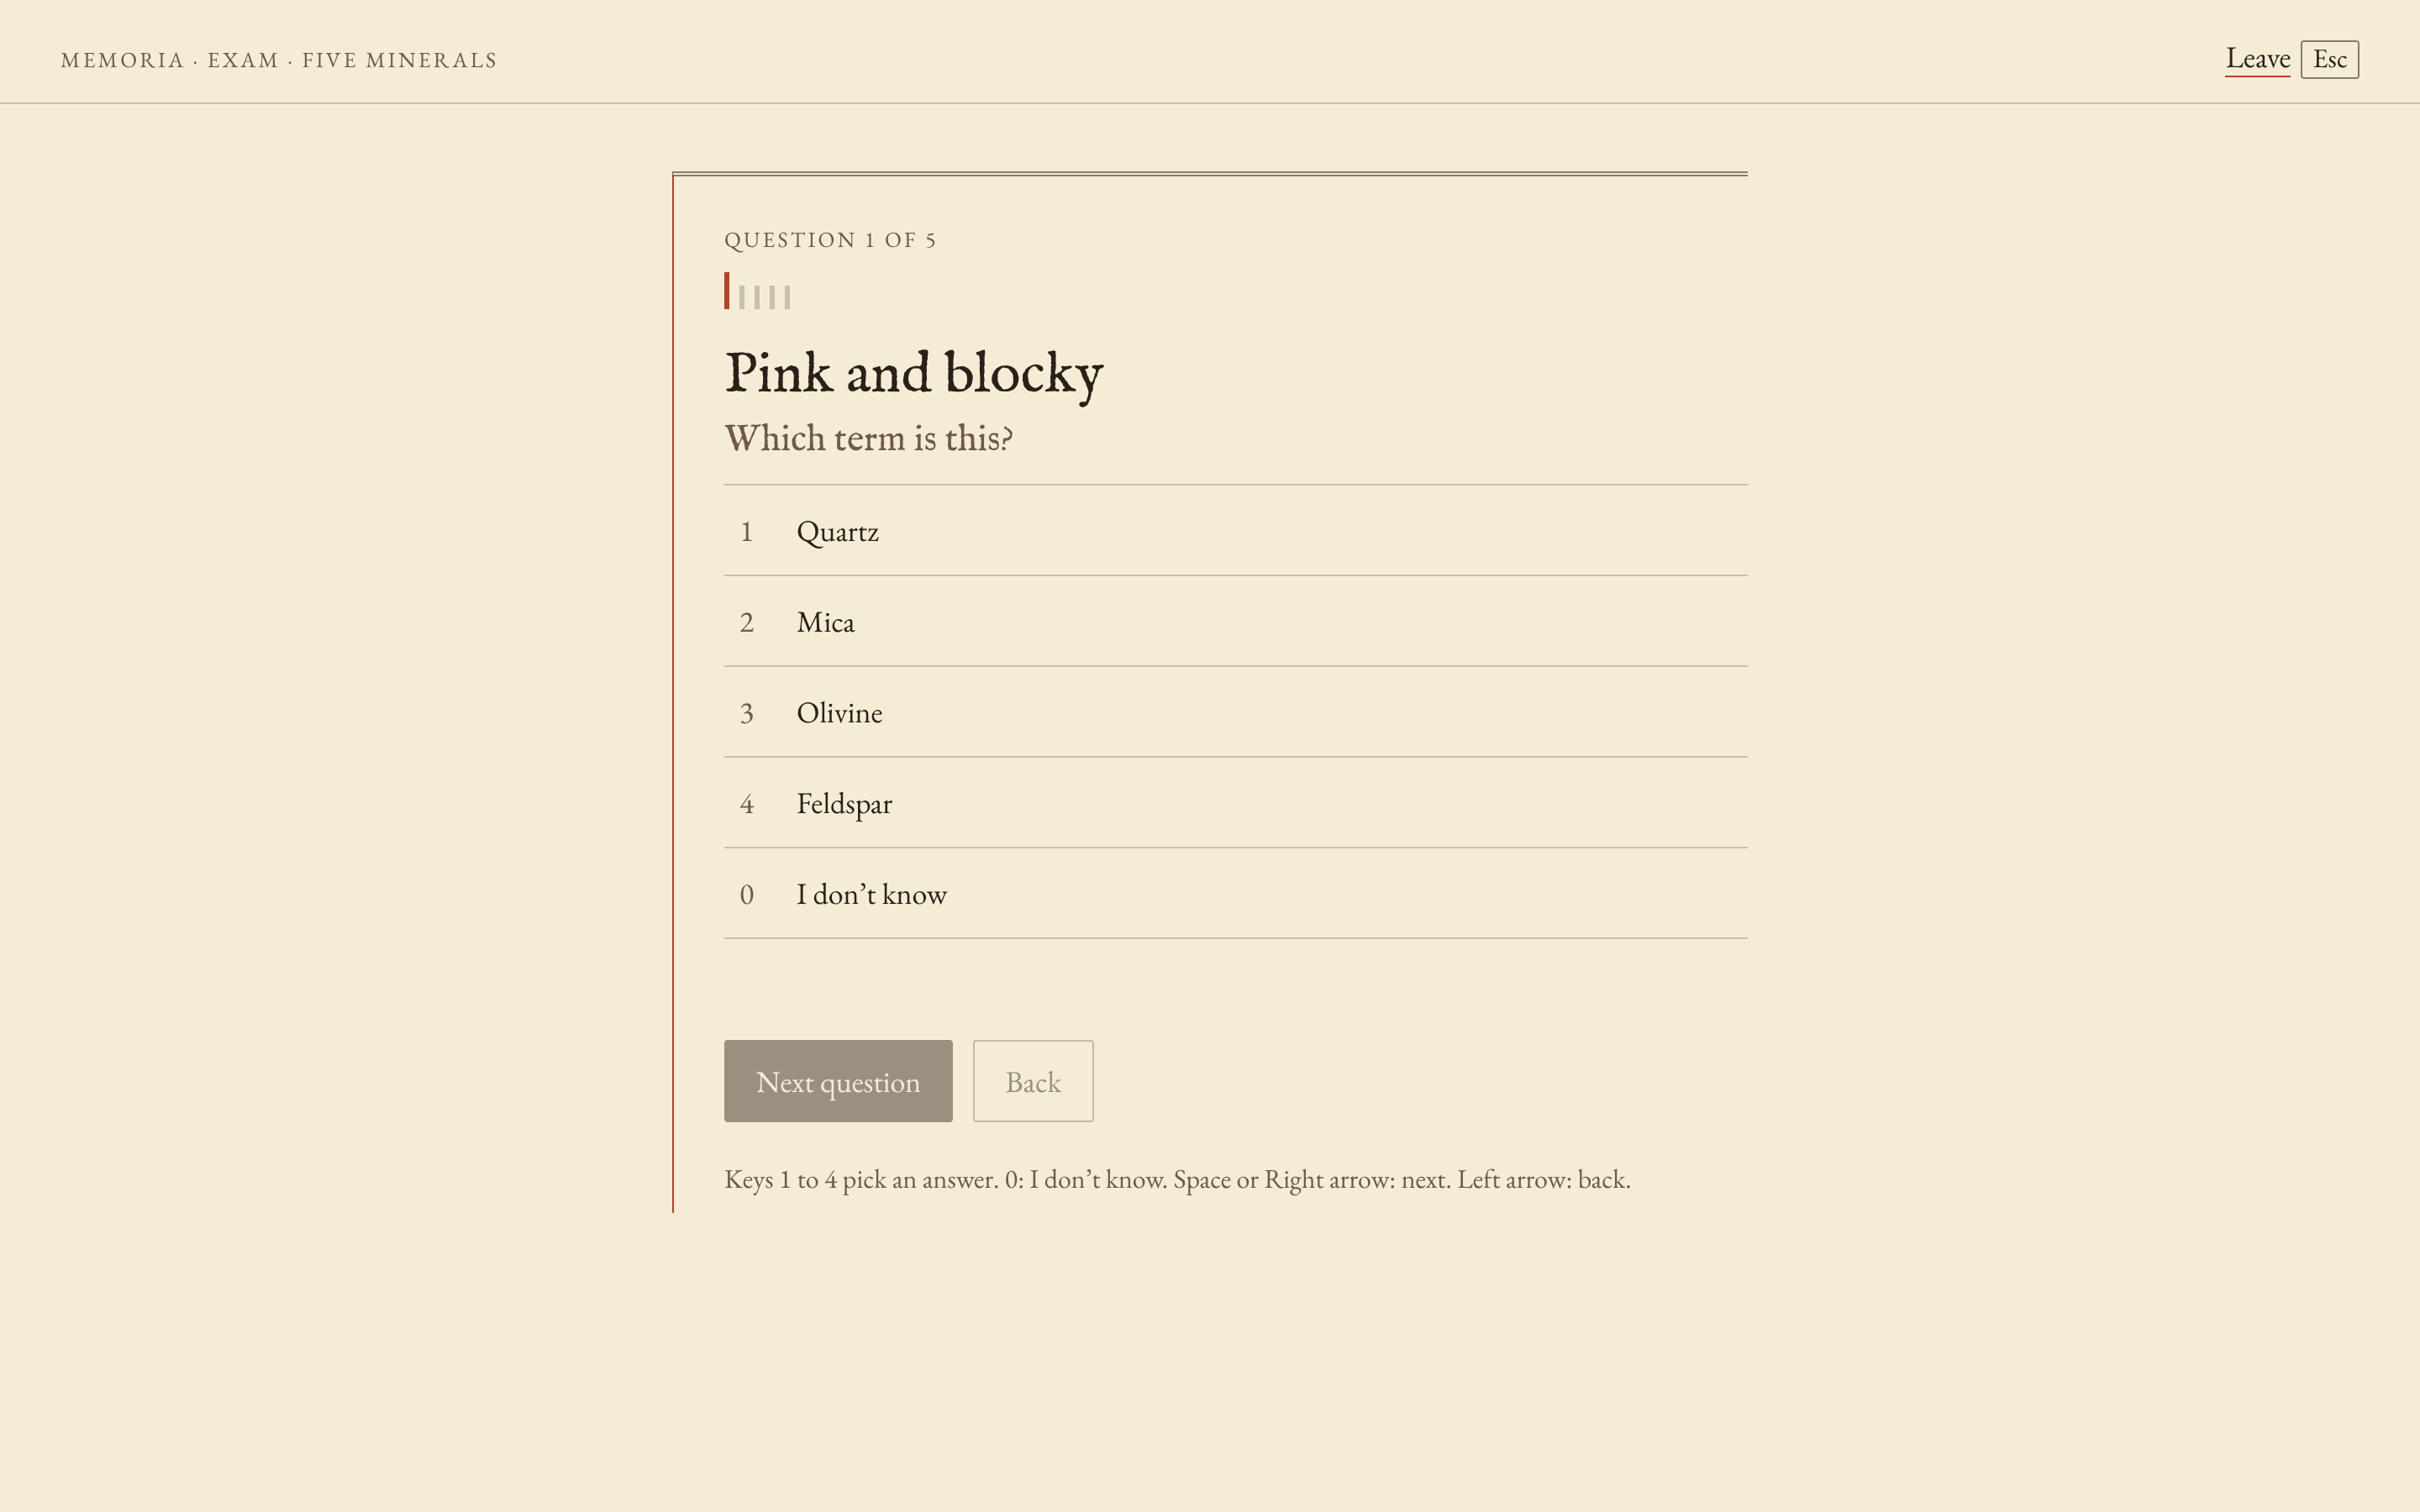 MEMORIA · EXAM · FIVE MINERALS
Leave Esc
QUESTION 1 OF 5
Pink and blocky
Which term is this?
1 Quartz
2 Mica
3 Olivine
4 Feldspar
0 I don’t know
Next question Back
Keys 1 to 4 pick an answer. 0: I don’t know. Space or Right arrow: next. Left arrow: back.